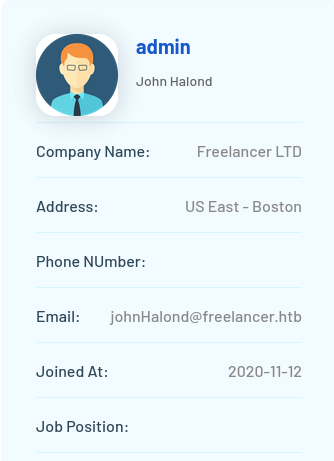 admin
John Halond
Company Name: Freelancer LTD
Address: US East - Boston
Phone NUmber:
Email: johnHalond@freelancer.htb
Joined At: 2020-11-12
Job Position: